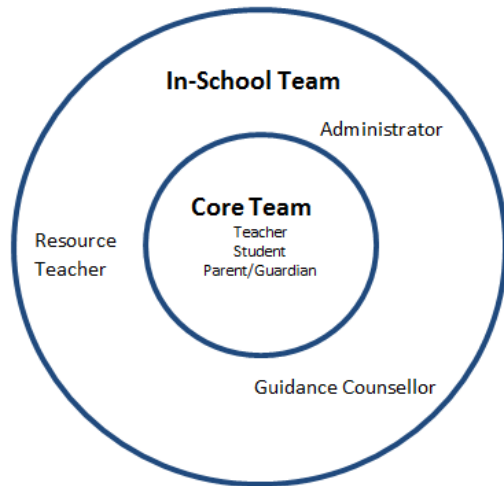 In-School Team
Administrator
Core Team
Teacher
Student
Parent/Guardian
Resource
Teacher
Guidance Counsellor